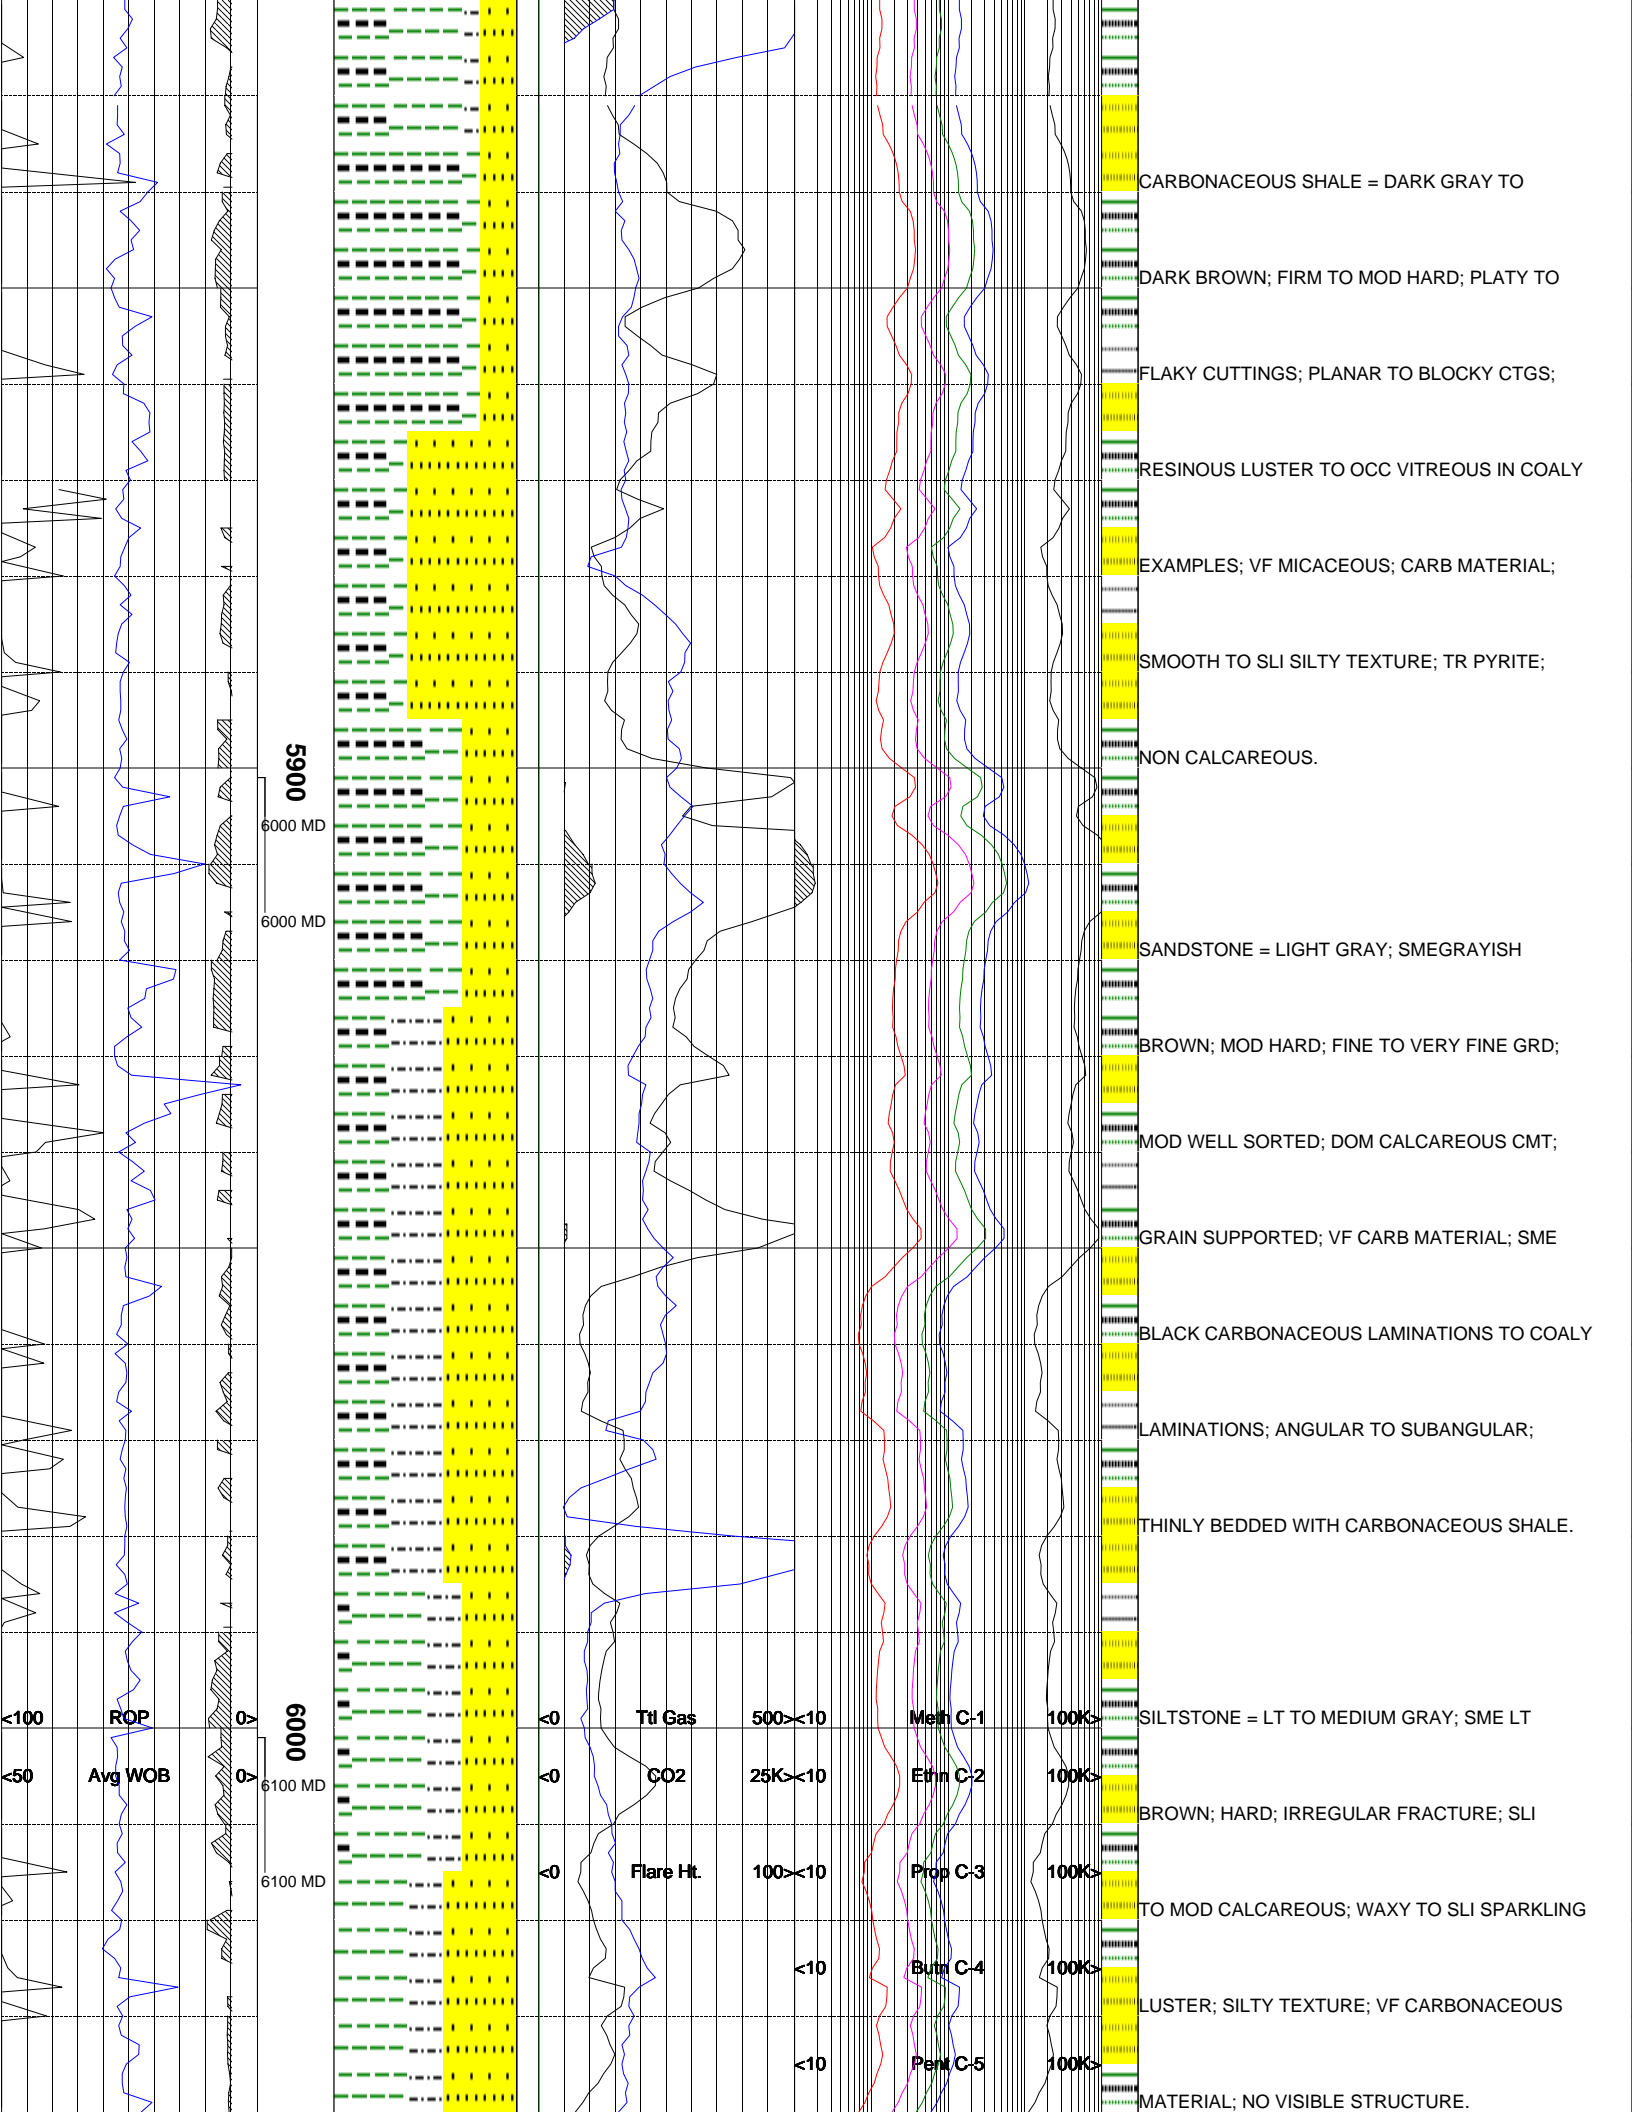 CARBONACEOUS SHALE = DARK GRAY TO
DARK BROWN; FIRM TO MOD HARD; PLATY TO
FLAKY CUTTINGS; PLANAR TO BLOCKY CTGS;
RESINOUS LUSTER TO OCC VITREOUS IN COALY
EXAMPLES; VF MICACEOUS; CARB MATERIAL;
SMOOTH TO SLI SILTY TEXTURE; TR PYRITE;
NON CALCAREOUS.
5900
6000 MD
6000 MD
SANDSTONE = LIGHT GRAY; SMEGRAYISH
BROWN; MOD HARD; FINE TO VERY FINE GRD;
MOD WELL SORTED; DOM CALCAREOUS CMT;
GRAIN SUPPORTED; VF CARB MATERIAL; SME
BLACK CARBONACEOUS LAMINATIONS TO COALY
LAMINATIONS; ANGULAR TO SUBANGULAR;
THINLY BEDDED WITH CARBONACEOUS SHALE.
<100 ROP 0> <0 Ttl Gas 500> <10 Meth C-1 100K> SILTSTONE = LT TO MEDIUM GRAY; SME LT
6000
<50 Avg WOB 0> 6100 MD <0 CO2 25K> <10 Ethn C-2 100K>
BROWN; HARD; IRREGULAR FRACTURE; SLI
6100 MD <0 Flare Ht. 100> <10 Prop C-3 100K>
TO MOD CALCAREOUS; WAXY TO SLI SPARKLING
<10 Butn C-4 100K>
LUSTER; SILTY TEXTURE; VF CARBONACEOUS
<10 Pent C-5 100K>
MATERIAL; NO VISIBLE STRUCTURE.